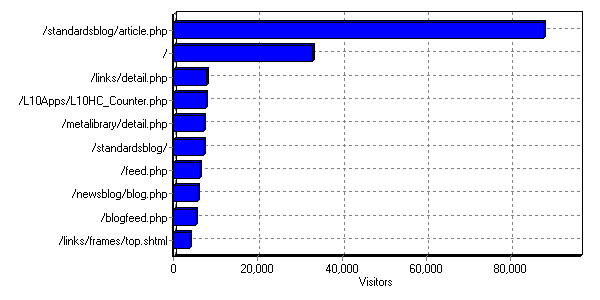 /standardsblog/article.php
/
/links/detail.php
/L10Apps/L10HC_Counter.php
/metalibrary/detail.php
/standardsblog/
/feed.php
/newsblog/blog.php
/blogfeed.php
/links/frames/top.shtml
0 20,000 40,000 60,000 80,000
Visitors